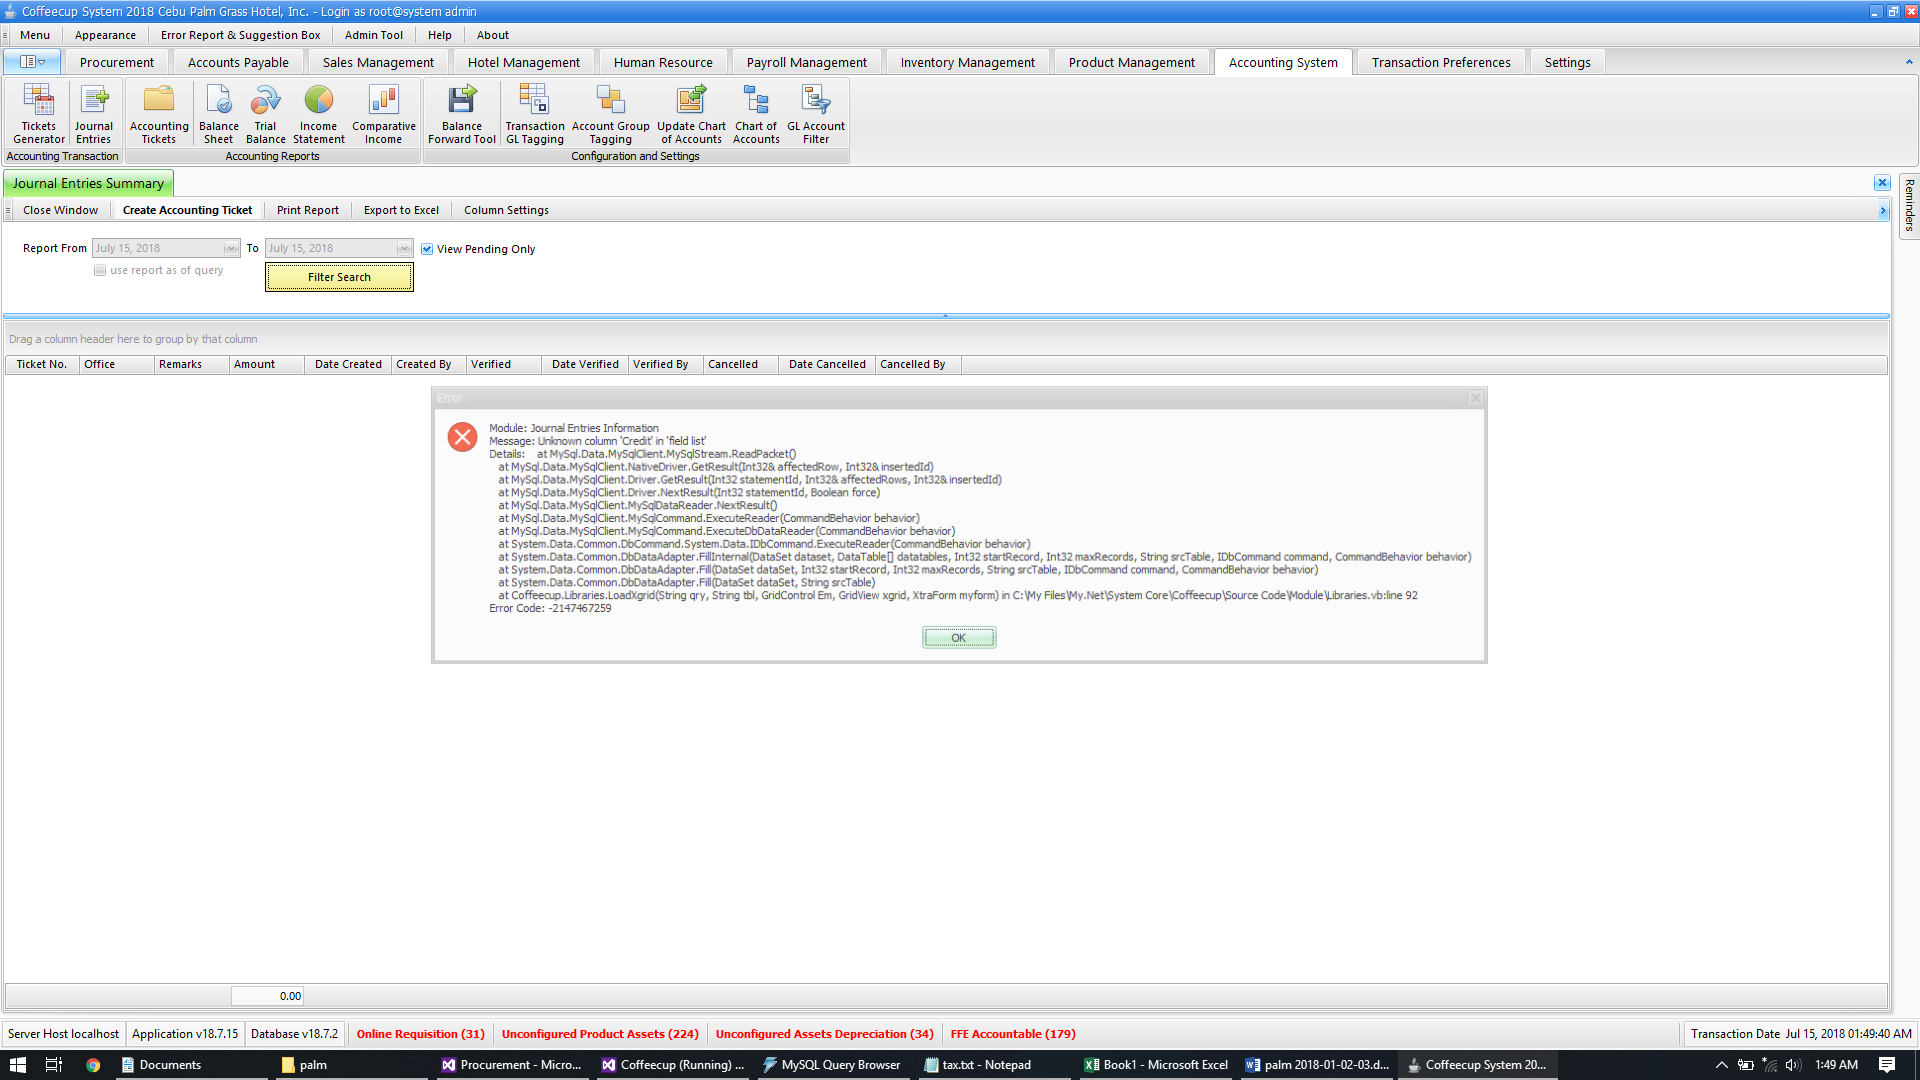 Coffeecup System 2018 Cebu Palm Grass Hotel, Inc. - Login as root@system admin
Menu Appearance Error Report & Suggestion Box Admin Tool Help About
Procurement Accounts Payable Sales Management Hotel Management Human Resource Payroll Management Inventory Management Product Management Accounting System Transaction Preferences Settings
Tickets Generator Journal Entries Accounting Tickets Balance Sheet Trial Balance Income Statement Comparative Income Balance Forward Tool Transaction GL Tagging Account Group Tagging Update Chart of Accounts Chart of Accounts GL Account Filter
Accounting Transaction Accounting Reports Configuration and Settings
Journal Entries Summary
Reminders
Close Window Create Accounting Ticket Print Report Export to Excel Column Settings
Report From July 15, 2018 To July 15, 2018 View Pending Only
use report as of query
Filter Search
Drag a column header here to group by that column
Ticket No. Office Remarks Amount Date Created Created By Verified Date Verified Verified By Cancelled Date Cancelled Cancelled By
Error
Module: Journal Entries Information
Message: Unknown column 'Credit' in 'field list'
Details: at MySql.Data.MySqlClient.MySqlStream.ReadPacket()
at MySql.Data.MySqlClient.NativeDriver.GetResult(Int32& affectedRow, Int32& insertedId)
at MySql.Data.MySqlClient.Driver.GetResult(Int32 statementId, Int32& affectedRows, Int32& insertedId)
at MySql.Data.MySqlClient.Driver.NextResult(Int32 statementId, Boolean force)
at MySql.Data.MySqlClient.MySqlDataReader.NextResult()
at MySql.Data.MySqlClient.MySqlCommand.ExecuteReader(CommandBehavior behavior)
at MySql.Data.MySqlClient.MySqlCommand.ExecuteDbDataReader(CommandBehavior behavior)
at System.Data.Common.DbCommand.System.Data.IDbCommand.ExecuteReader(CommandBehavior behavior)
at System.Data.Common.DbDataAdapter.FillInternal(DataSet dataset, DataTable[] datatables, Int32 startRecord, Int32 maxRecords, String srcTable, IDbCommand command, CommandBehavior behavior)
at System.Data.Common.DbDataAdapter.Fill(DataSet dataSet, Int32 startRecord, Int32 maxRecords, String srcTable, IDbCommand command, CommandBehavior behavior)
at System.Data.Common.DbDataAdapter.Fill(DataSet dataSet, String srcTable)
at Coffeecup.Libraries.LoadXgrid(String qry, String tbl, GridControl Em, GridView xgrid, XtraForm myform) in C:\My Files\My.Net\System Core\Coffeecup\Source Code\Module\Libraries.vb:line 92
Error Code: -2147467259
OK
0.00
Server Host localhost Application v18.7.15 Database v18.7.2 Online Requisition (31) Unconfigured Product Assets (224) Unconfigured Assets Depreciation (34) FFE Accountable (179) Transaction Date Jul 15, 2018 01:49:40 AM
Documents palm Procurement - Micro... Coffeecup (Running) ... MySQL Query Browser tax.txt - Notepad Book1 - Microsoft Excel palm 2018-01-02-03.d... Coffeecup System 20... 1:49 AM